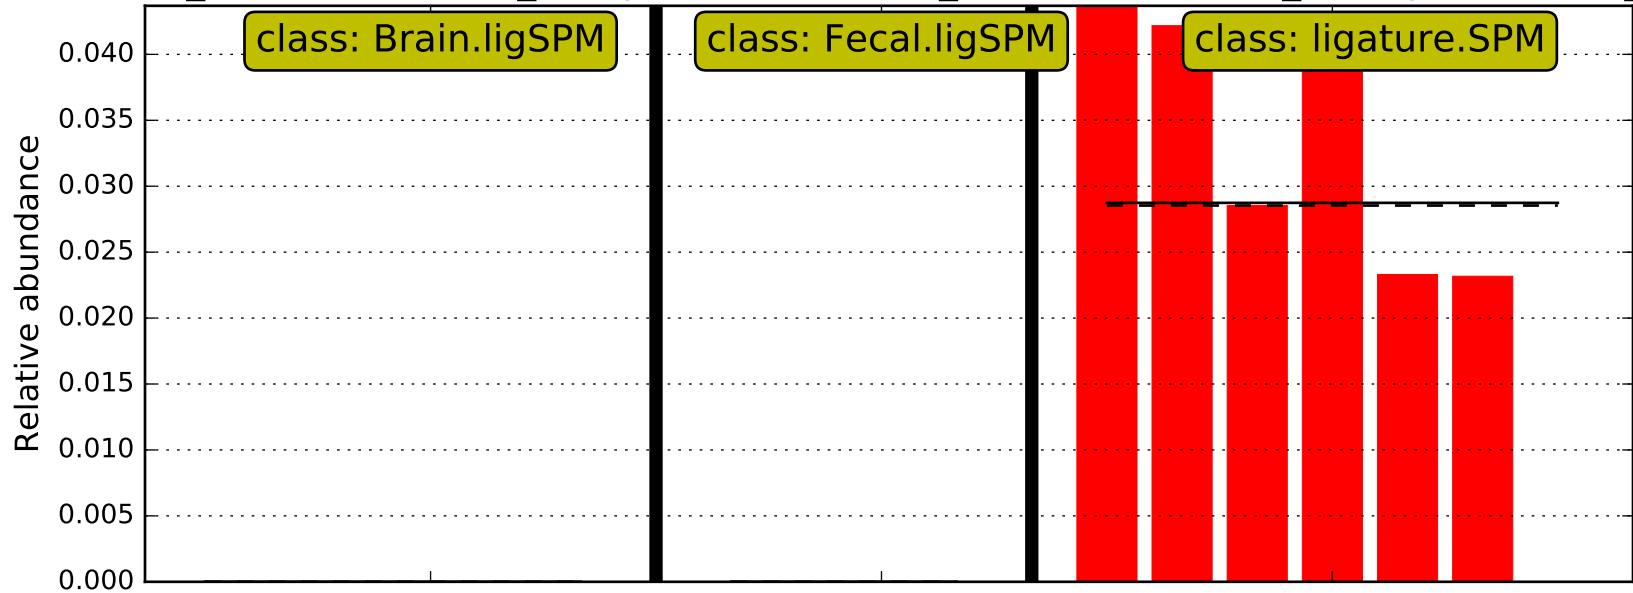 class: Brain.ligSPM
class: Fecal.ligSPM
class: ligature.SPM
Relative abundance
0.040
0.035
0.030
0.025
0.020
0.015
0.010
0.005
0.000